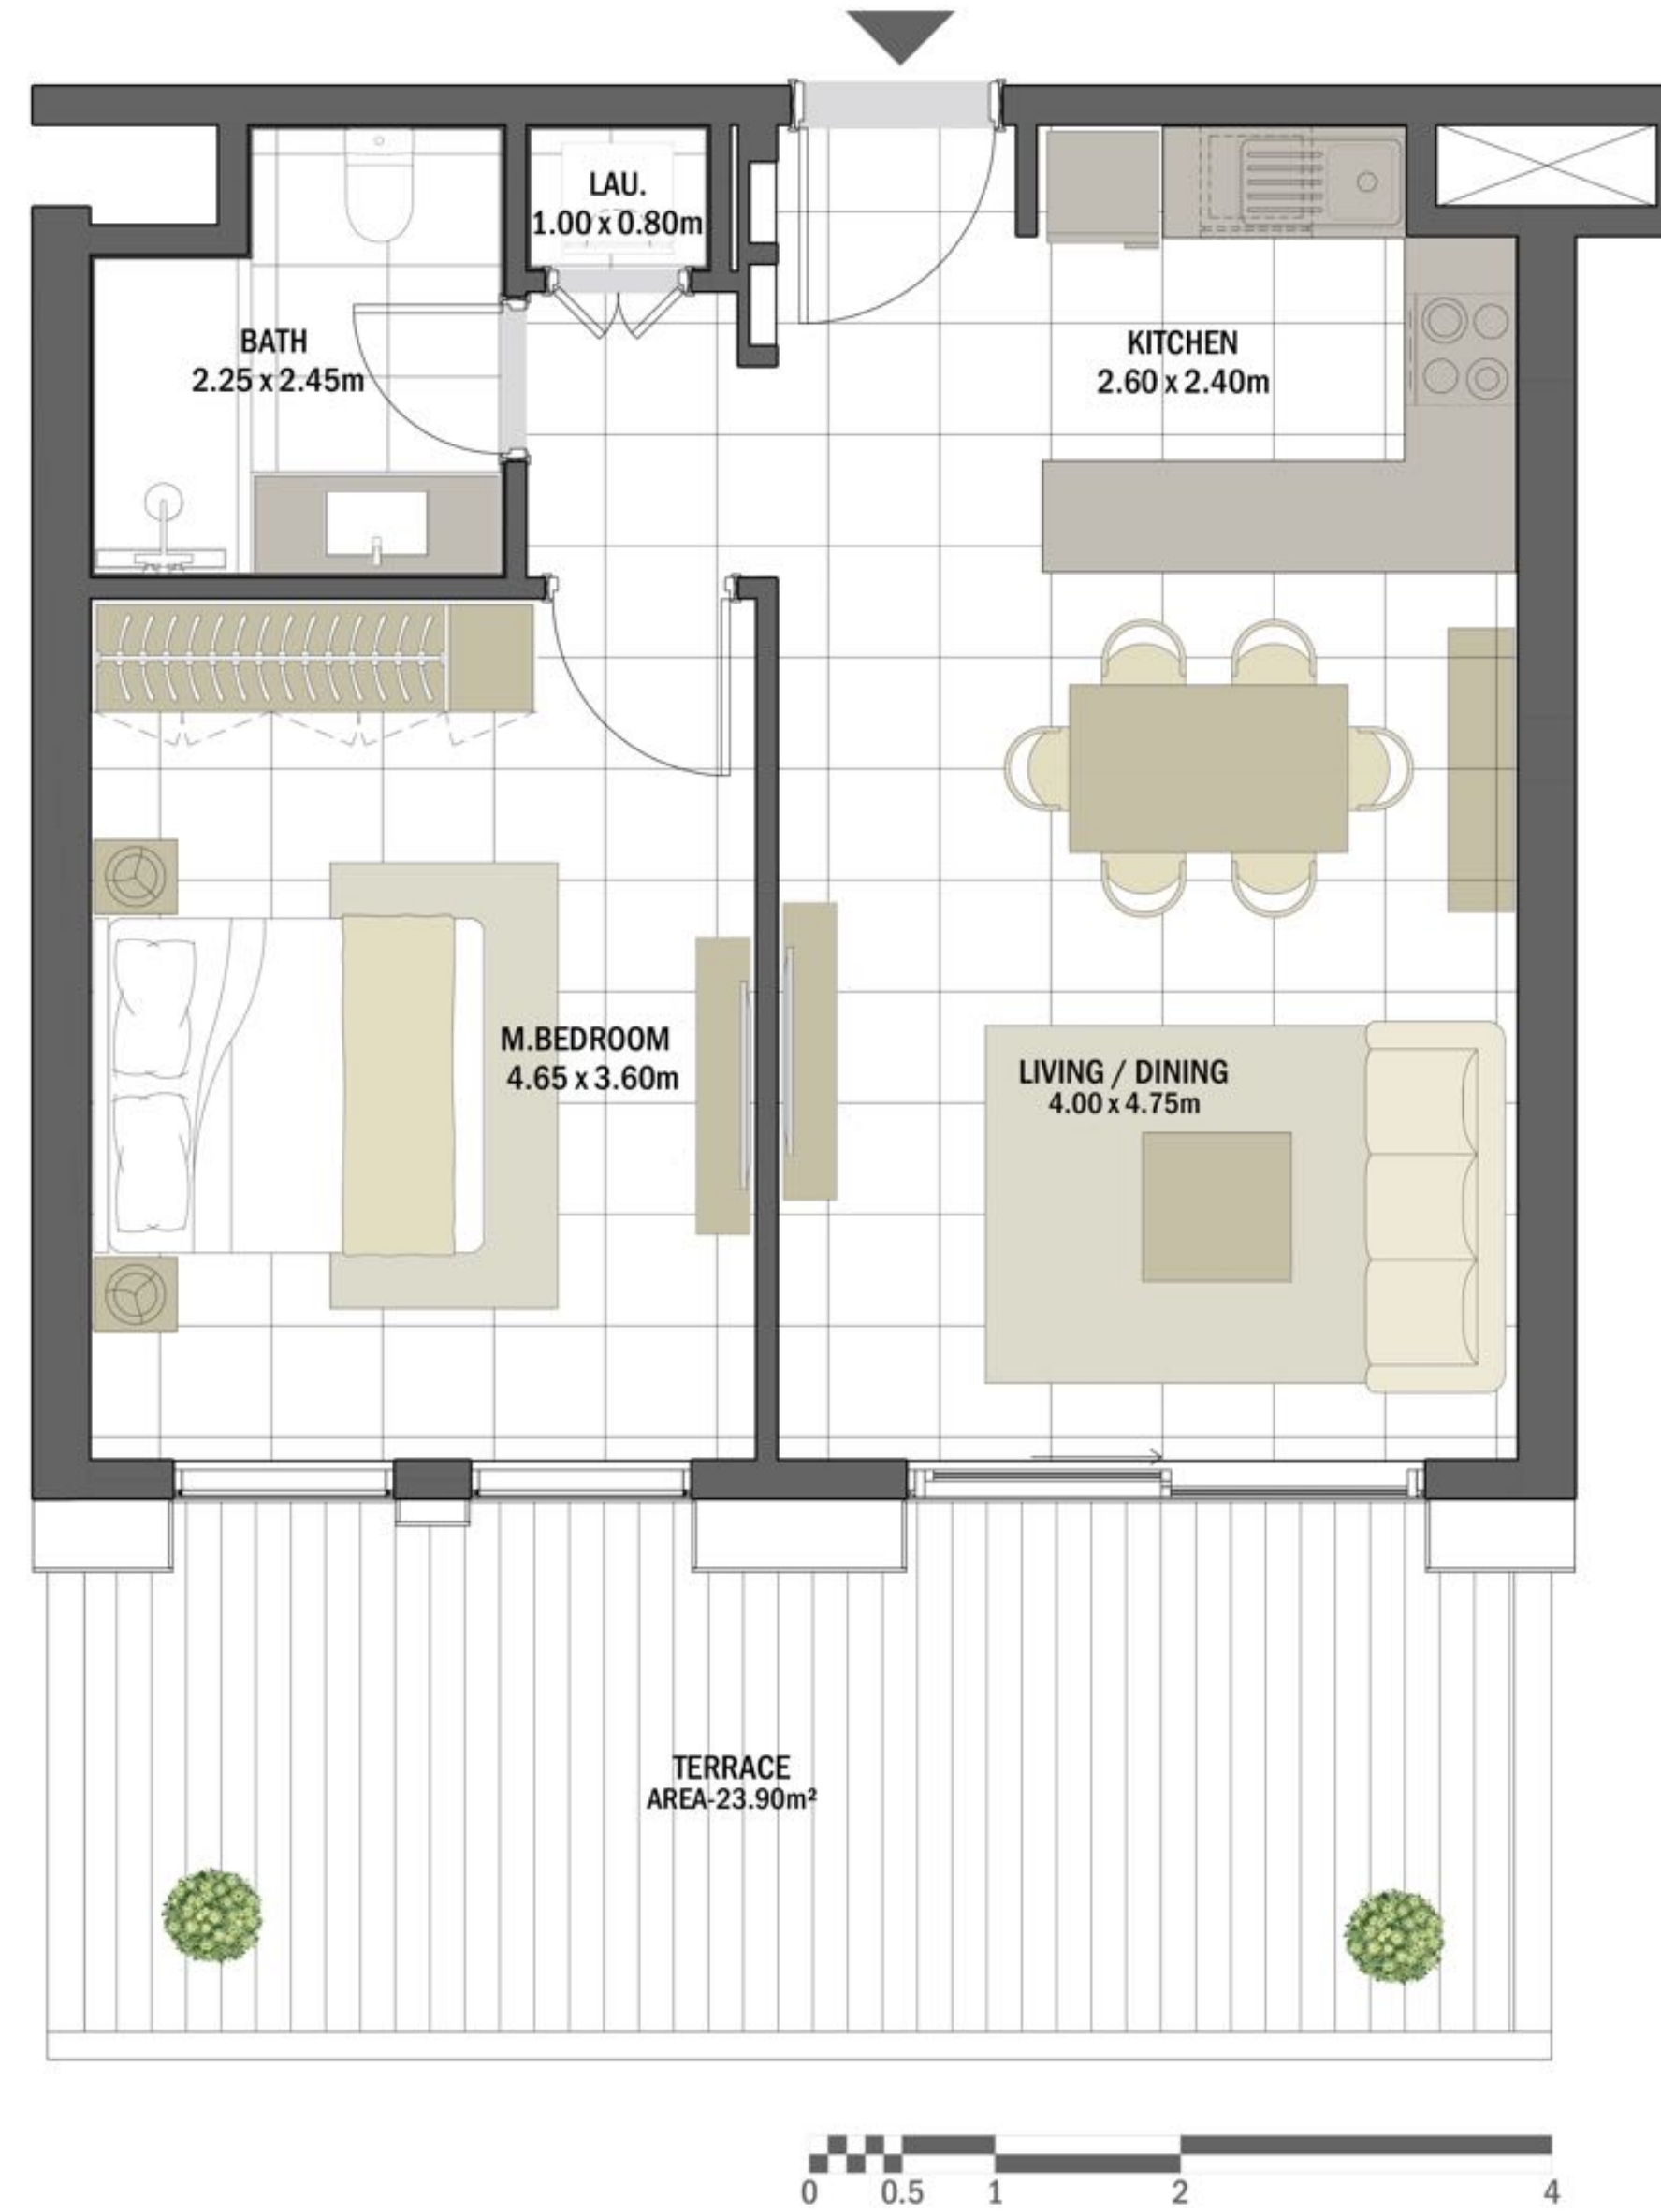 LAU.
1.00 x 0.80m
BATH
2.25 x 2.45m
KITCHEN
2.60 x 2.40m
M.BEDROOM
4.65 x 3.60m
LIVING / DINING
4.00 x 4.75m
TERRACE
AREA-23.90m²
0 0.5 1 2 4